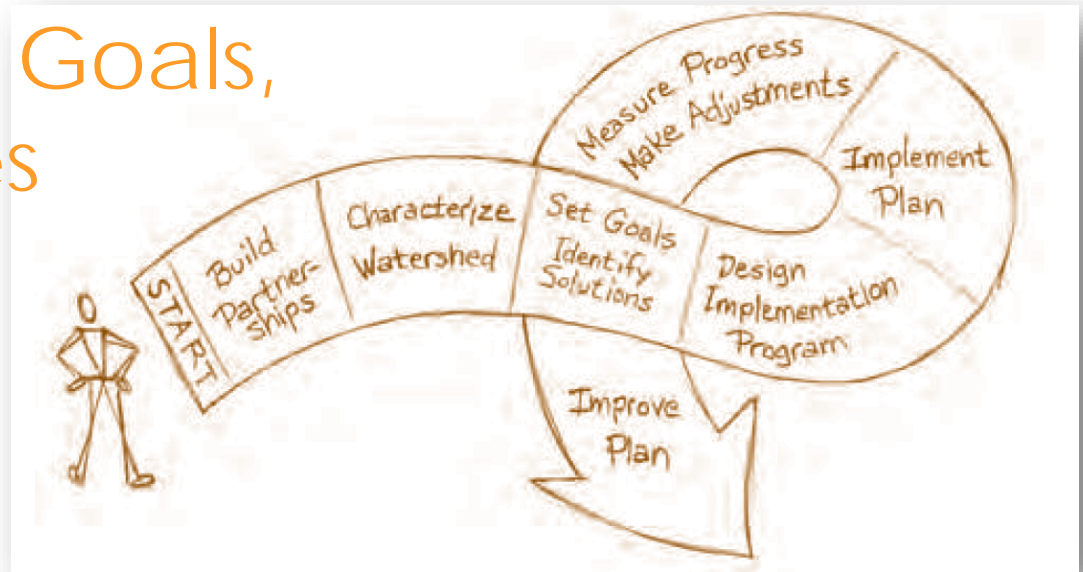 Goals,
es
START
Build
Partner-
ships
Characterize
Watershed
Set Goals
Identify
Solutions
Design
Implementation
Program
Implement
Plan
Measure Progress
Make Adjustments
Improve
Plan